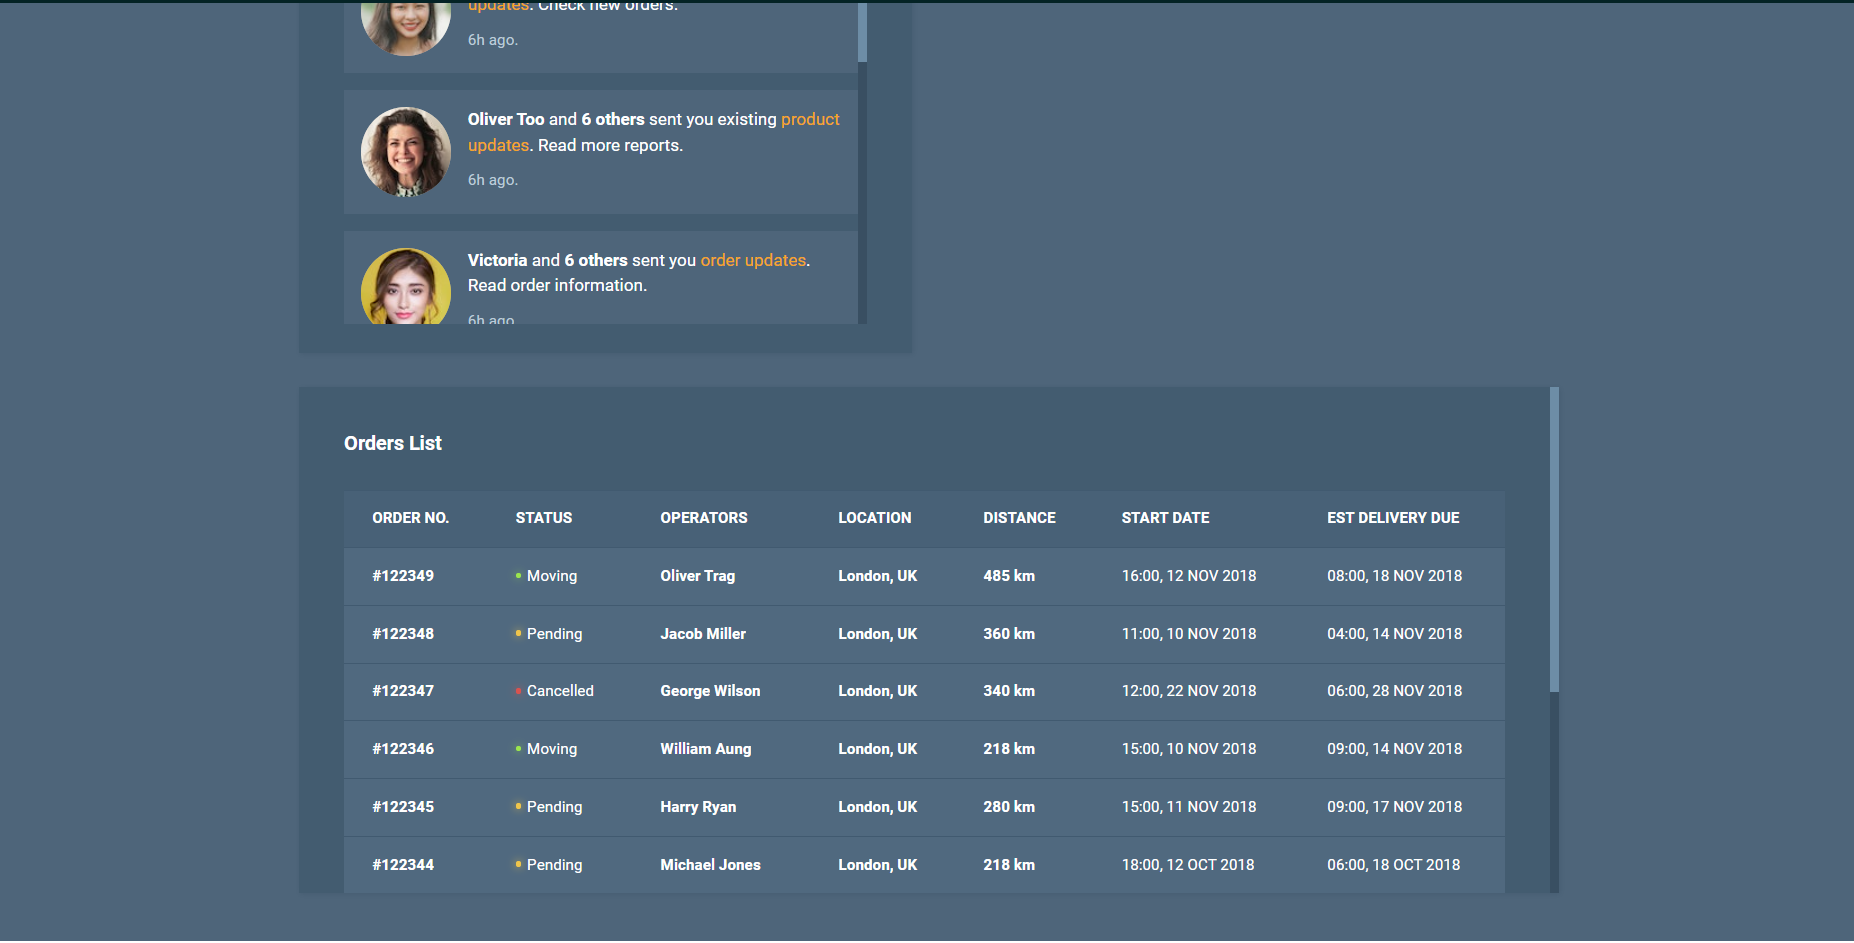 updates. Check new orders.
6h ago.
Oliver Too and 6 others sent you existing product
updates. Read more reports.
6h ago.
Victoria and 6 others sent you order updates.
Read order information.
6h ago.
Orders List
ORDER NO. STATUS OPERATORS LOCATION DISTANCE START DATE EST DELIVERY DUE
#122349 Moving Oliver Trag London, UK 485 km 16:00, 12 NOV 2018 08:00, 18 NOV 2018
#122348 Pending Jacob Miller London, UK 360 km 11:00, 10 NOV 2018 04:00, 14 NOV 2018
#122347 Cancelled George Wilson London, UK 340 km 12:00, 22 NOV 2018 06:00, 28 NOV 2018
#122346 Moving William Aung London, UK 218 km 15:00, 10 NOV 2018 09:00, 14 NOV 2018
#122345 Pending Harry Ryan London, UK 280 km 15:00, 11 NOV 2018 09:00, 17 NOV 2018
#122344 Pending Michael Jones London, UK 218 km 18:00, 12 OCT 2018 06:00, 18 OCT 2018